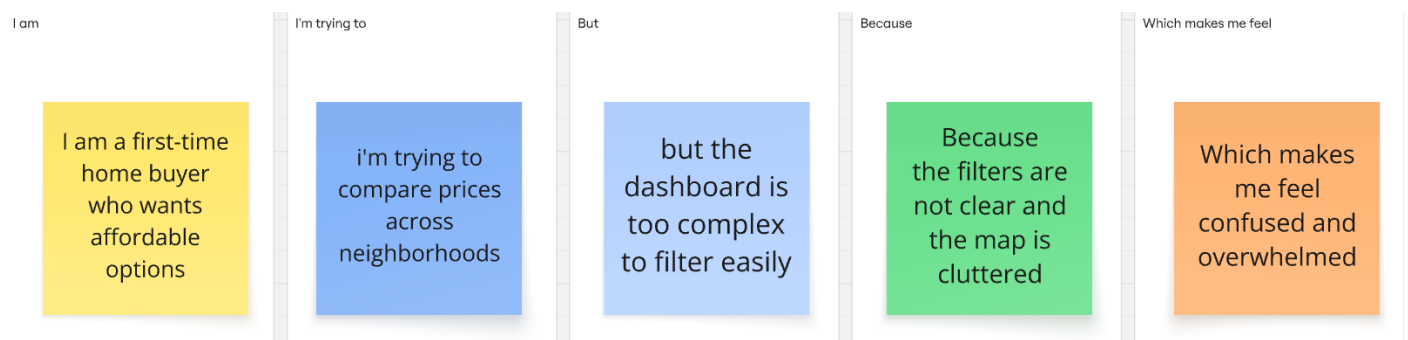 I am
I'm trying to
But
Because
Which makes me feel
I am a first-time
home buyer
who wants
affordable
options
i'm trying to
compare prices
across
neighborhoods
but the
dashboard is
too complex
to filter easily
Because
the filters are
not clear and
the map is
cluttered
Which makes
me feel
confused and
overwhelmed